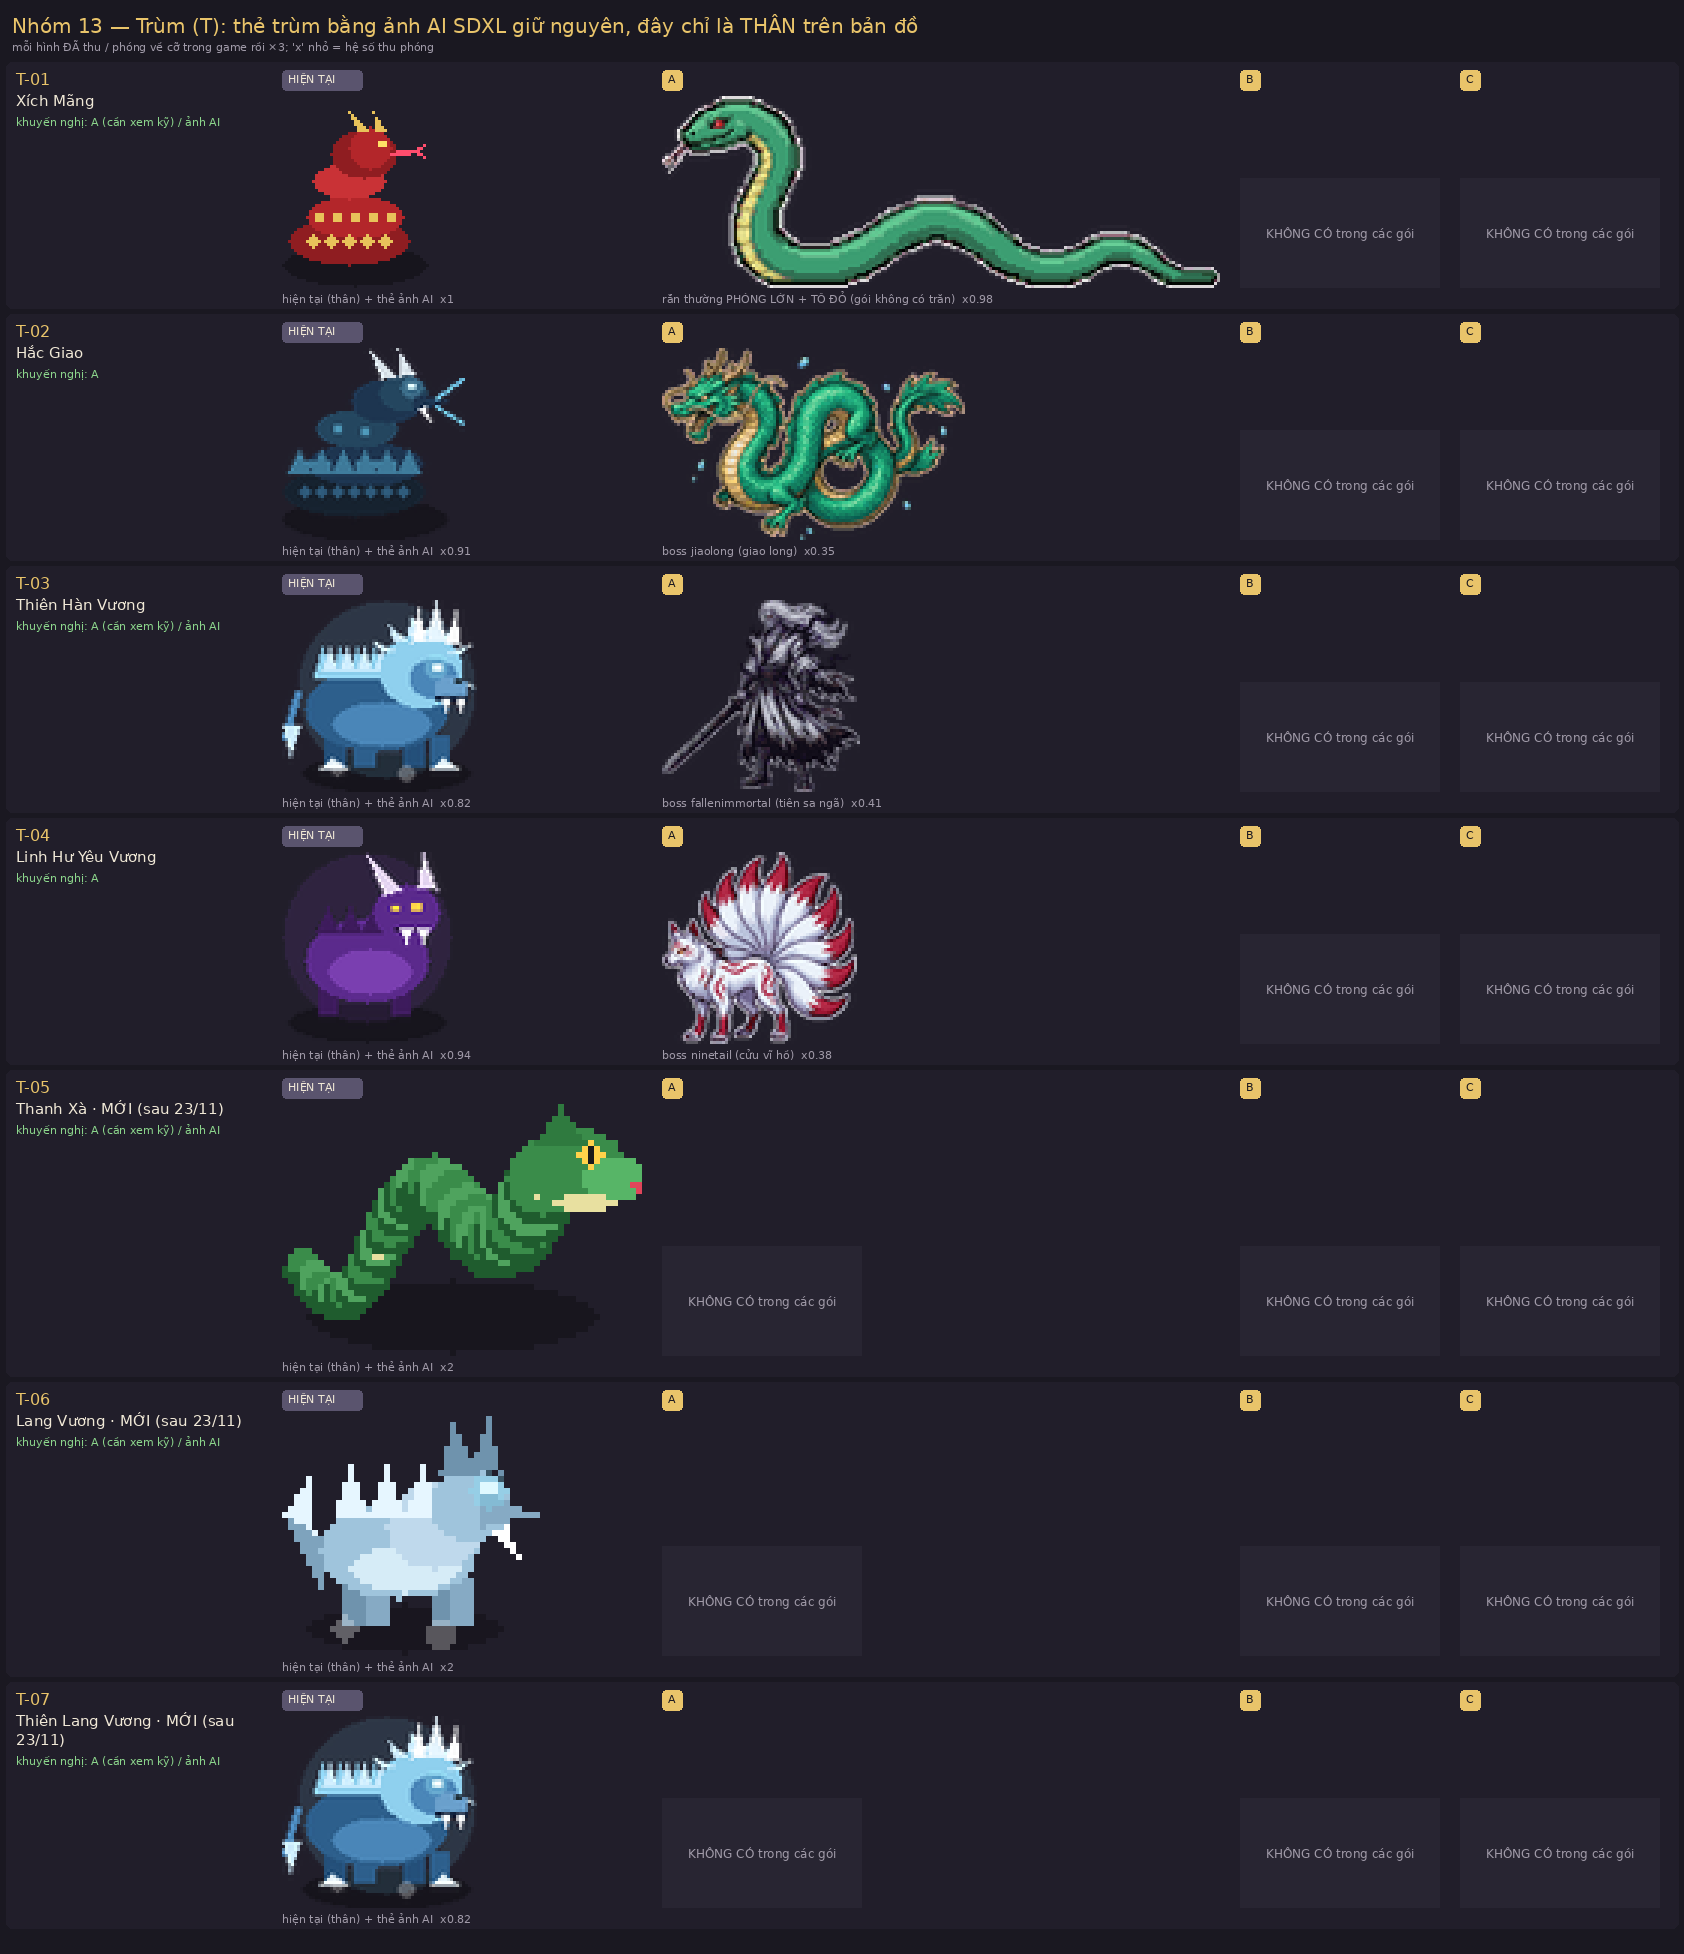 Nhóm 13 — Trùm (T): thẻ trùm bằng ảnh AI SDXL giữ nguyên, đây chỉ là THÂN trên bản đồ
mỗi hình ĐÃ thu / phóng về cỡ trong game rồi ×3; 'x' nhỏ = hệ số thu phóng
T-01
Xích Mãng
khuyến nghị: A (cần xem kỹ) / ảnh AI
HIỆN TẠI
hiện tại (thân) + thẻ ảnh AI x1
A
rắn thường PHÓNG LỚN + TÔ ĐỎ (gói không có trăn) x0.98
B
KHÔNG CÓ trong các gói
C
KHÔNG CÓ trong các gói
T-02
Hắc Giao
khuyến nghị: A
HIỆN TẠI
hiện tại (thân) + thẻ ảnh AI x0.91
A
boss jiaolong (giao long) x0.35
B
KHÔNG CÓ trong các gói
C
KHÔNG CÓ trong các gói
T-03
Thiên Hàn Vương
khuyến nghị: A (cần xem kỹ) / ảnh AI
HIỆN TẠI
hiện tại (thân) + thẻ ảnh AI x0.82
A
boss fallenimmortal (tiên sa ngã) x0.41
B
KHÔNG CÓ trong các gói
C
KHÔNG CÓ trong các gói
T-04
Linh Hư Yêu Vương
khuyến nghị: A
HIỆN TẠI
hiện tại (thân) + thẻ ảnh AI x0.94
A
boss ninetail (cửu vĩ hồ) x0.38
B
KHÔNG CÓ trong các gói
C
KHÔNG CÓ trong các gói
T-05
Thanh Xà · MỚI (sau 23/11)
khuyến nghị: A (cần xem kỹ) / ảnh AI
HIỆN TẠI
hiện tại (thân) + thẻ ảnh AI x2
A
KHÔNG CÓ trong các gói
B
KHÔNG CÓ trong các gói
C
KHÔNG CÓ trong các gói
T-06
Lang Vương · MỚI (sau 23/11)
khuyến nghị: A (cần xem kỹ) / ảnh AI
HIỆN TẠI
hiện tại (thân) + thẻ ảnh AI x2
A
KHÔNG CÓ trong các gói
B
KHÔNG CÓ trong các gói
C
KHÔNG CÓ trong các gói
T-07
Thiên Lang Vương · MỚI (sau
23/11)
khuyến nghị: A (cần xem kỹ) / ảnh AI
HIỆN TẠI
hiện tại (thân) + thẻ ảnh AI x0.82
A
KHÔNG CÓ trong các gói
B
KHÔNG CÓ trong các gói
C
KHÔNG CÓ trong các gói